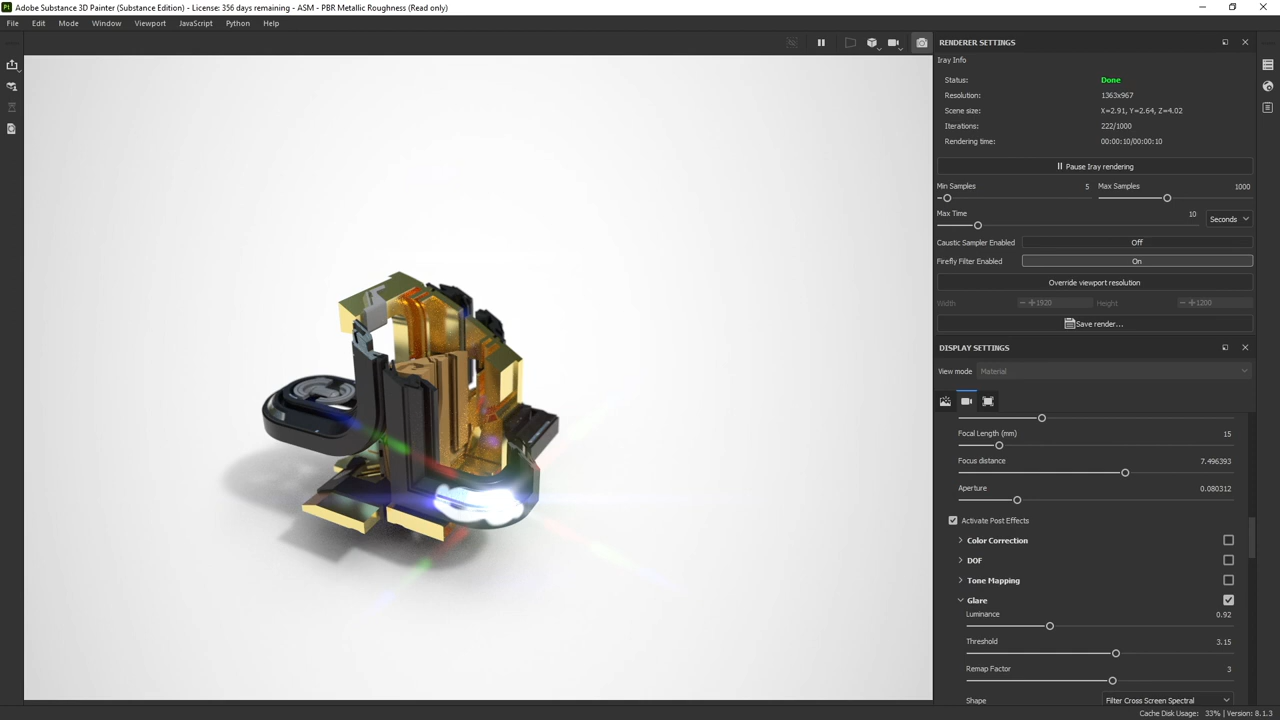 Pt Adobe Substance 3D Painter (Substance Edition) - License: 356 days remaining - ASM - PBR Metallic Roughness (Read only)
File Edit Mode Window Viewport JavaScript Python Help
RENDERER SETTINGS
Iray Info
Status: Done
Resolution: 1363x967
Scene size: X=2.91, Y=2.64, Z=4.02
Iterations: 222/1000
Rendering time: 00:00:10/00:00:10
Pause Iray rendering
Min Samples 5 Max Samples 1000
Max Time 10 Seconds
Caustic Sampler Enabled Off
Firefly Filter Enabled On
Override viewport resolution
Width 1920 Height 1200
Save render...
DISPLAY SETTINGS
View mode Material
Focal Length (mm) 15
Focus distance 7.496393
Aperture 0.080312
Activate Post Effects
Color Correction
DOF
Tone Mapping
Glare
Luminance 0.92
Threshold 3.15
Remap Factor 3
Shape Filter Cross Screen Spectral
Cache Disk Usage: 33% | Version: 8.1.3